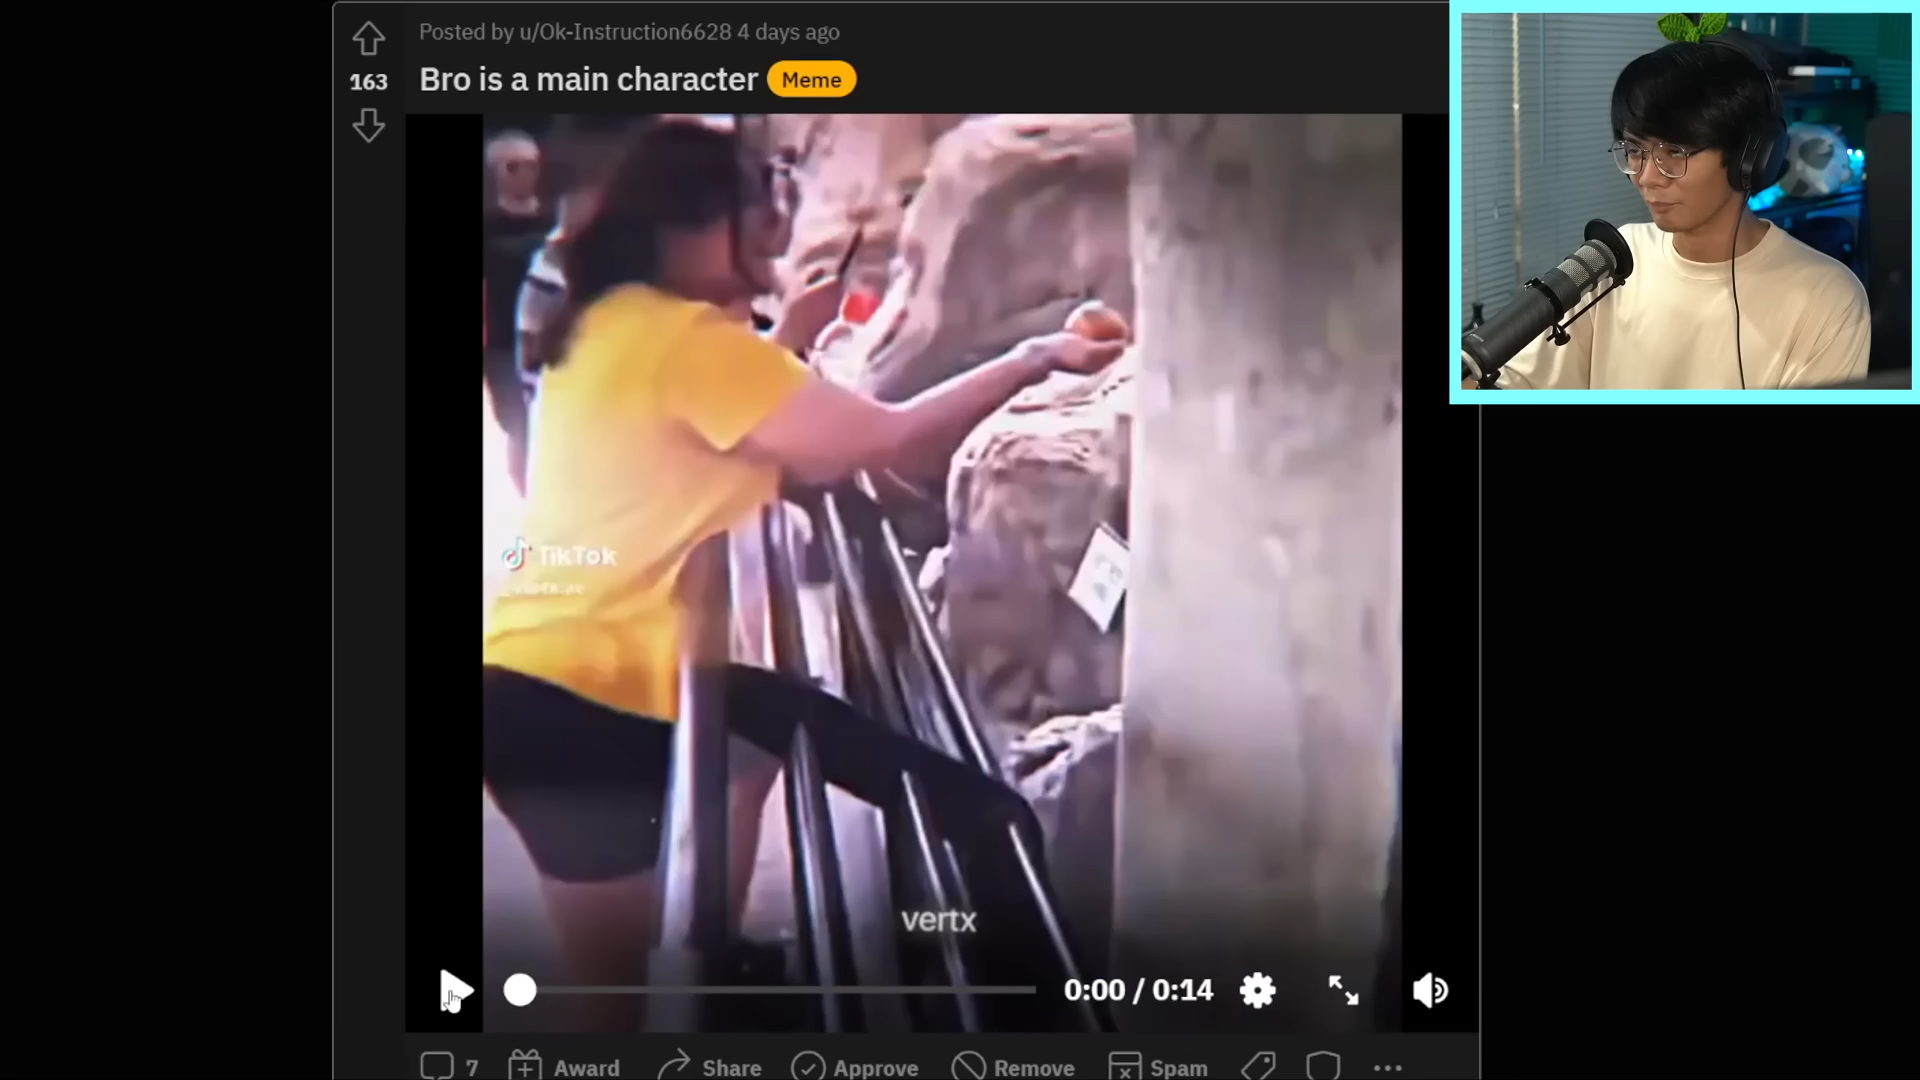 Posted by u/Ok-Instruction6628 4 days ago
163
Bro is a main character Meme
TikTok
vertx
0:00 / 0:14
7 Award Share Approve Remove Spam